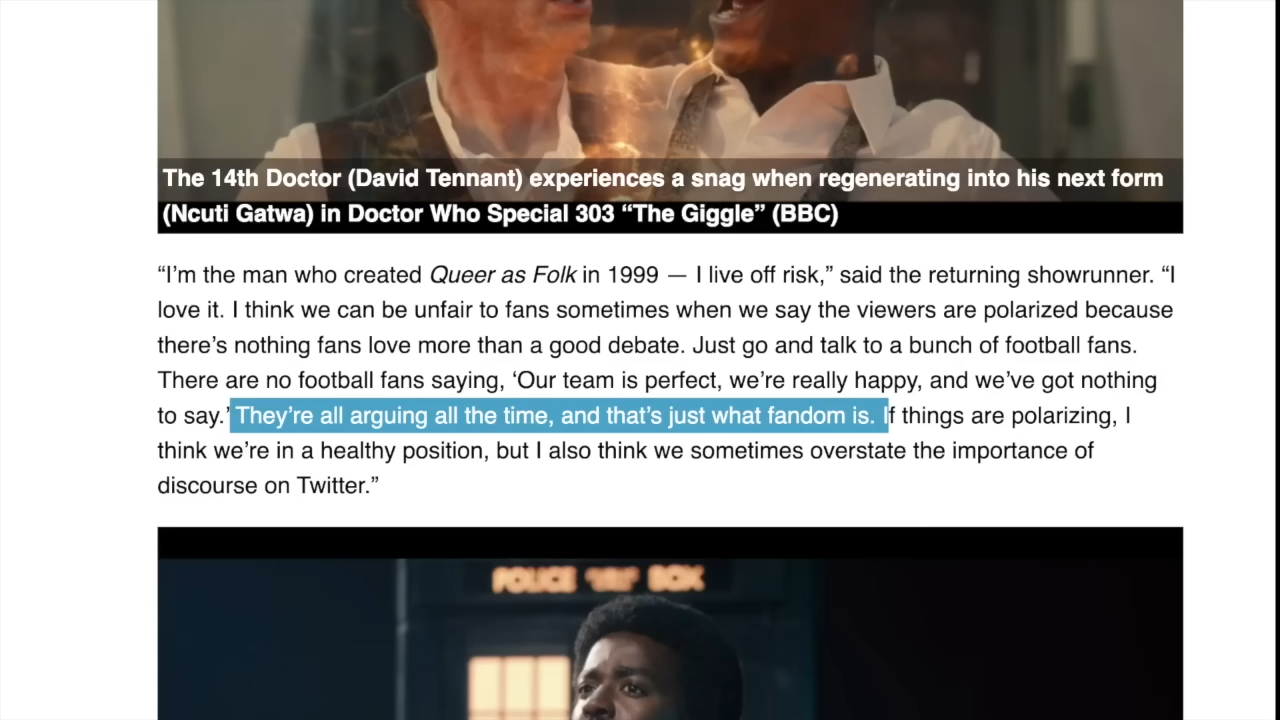 The 14th Doctor (David Tennant) experiences a snag when regenerating into his next form
(Ncuti Gatwa) in Doctor Who Special 303 “The Giggle” (BBC)
“I’m the man who created Queer as Folk in 1999 — I live off risk,” said the returning showrunner. “I
love it. I think we can be unfair to fans sometimes when we say the viewers are polarized because
there’s nothing fans love more than a good debate. Just go and talk to a bunch of football fans.
There are no football fans saying, ‘Our team is perfect, we’re really happy, and we’ve got nothing
to say.’ They’re all arguing all the time, and that’s just what fandom is. If things are polarizing, I
think we’re in a healthy position, but I also think we sometimes overstate the importance of
discourse on Twitter.”
POLICE BOX